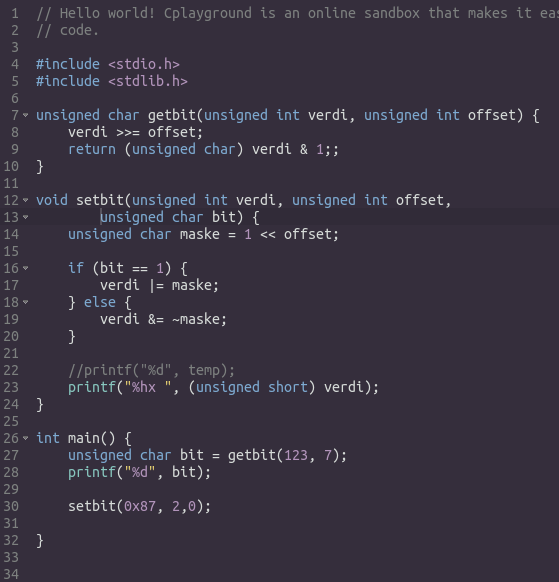 1 // Hello world! Cplayground is an online sandbox that makes it
2 // code.
3
4 #include <stdio.h>
5 #include <stdlib.h>
6
7 unsigned char getbit(unsigned int verdi, unsigned int offset) {
8     verdi >>= offset;
9     return (unsigned char) verdi & 1;;
10 }
11
12 void setbit(unsigned int verdi, unsigned int offset,
13         unsigned char bit) {
14     unsigned char maske = 1 << offset;
15
16     if (bit == 1) {
17         verdi |= maske;
18     } else {
19         verdi &= ~maske;
20     }
21
22     //printf("%d", temp);
23     printf("%hx ", (unsigned short) verdi);
24 }
25
26 int main() {
27     unsigned char bit = getbit(123, 7);
28     printf("%d", bit);
29
30     setbit(0x87, 2,0);
31
32 }
33
34